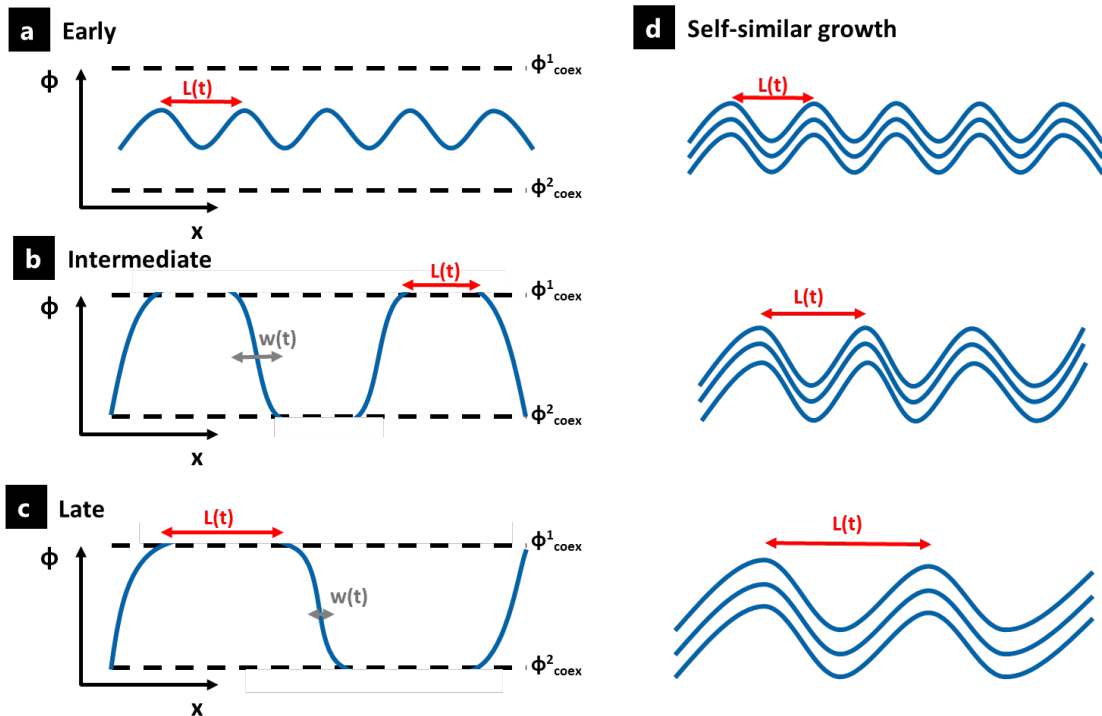 a Early
Φ
L(t)
Φ¹coex
Φ²coex
x
b Intermediate
Φ
L(t)
Φ¹coex
w(t)
Φ²coex
x
c Late
Φ
L(t)
Φ¹coex
w(t)
Φ²coex
x
d Self-similar growth
L(t)
L(t)
L(t)